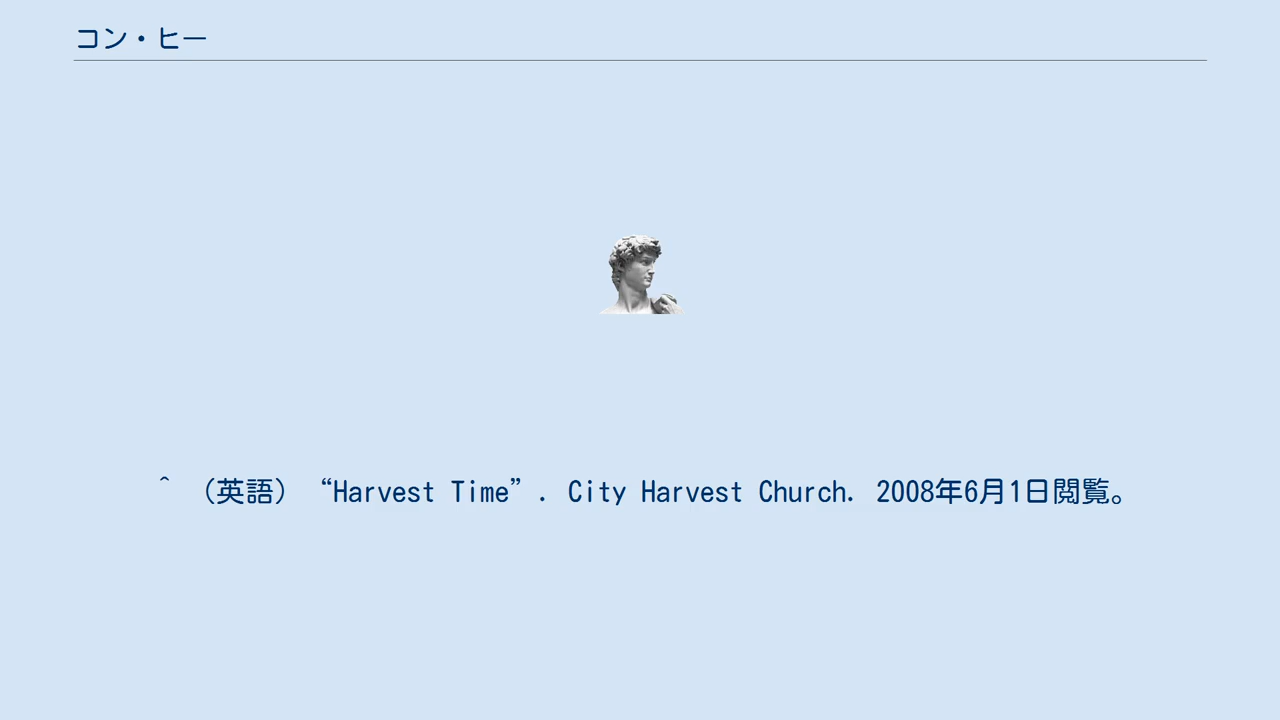 コン・ヒー
^ （英語） “Harvest Time”. City Harvest Church. 2008年6月1日閲覧。